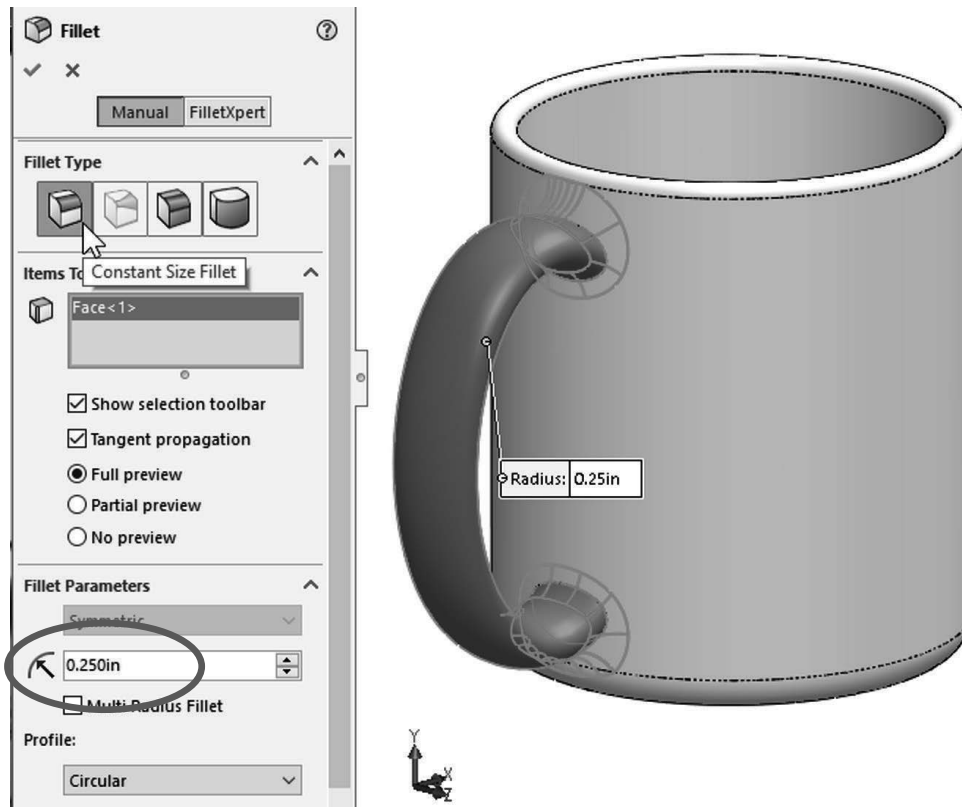 Fillet
Manual FilletXpert
Fillet Type
Constant Size Fillet
Items To
Face<1>
Show selection toolbar
Tangent propagation
Full preview
Partial preview
No preview
Radius: 0.25in
Fillet Parameters
Symmetric
0.250in
Multi Radius Fillet
Profile:
Circular
Y
X
Z